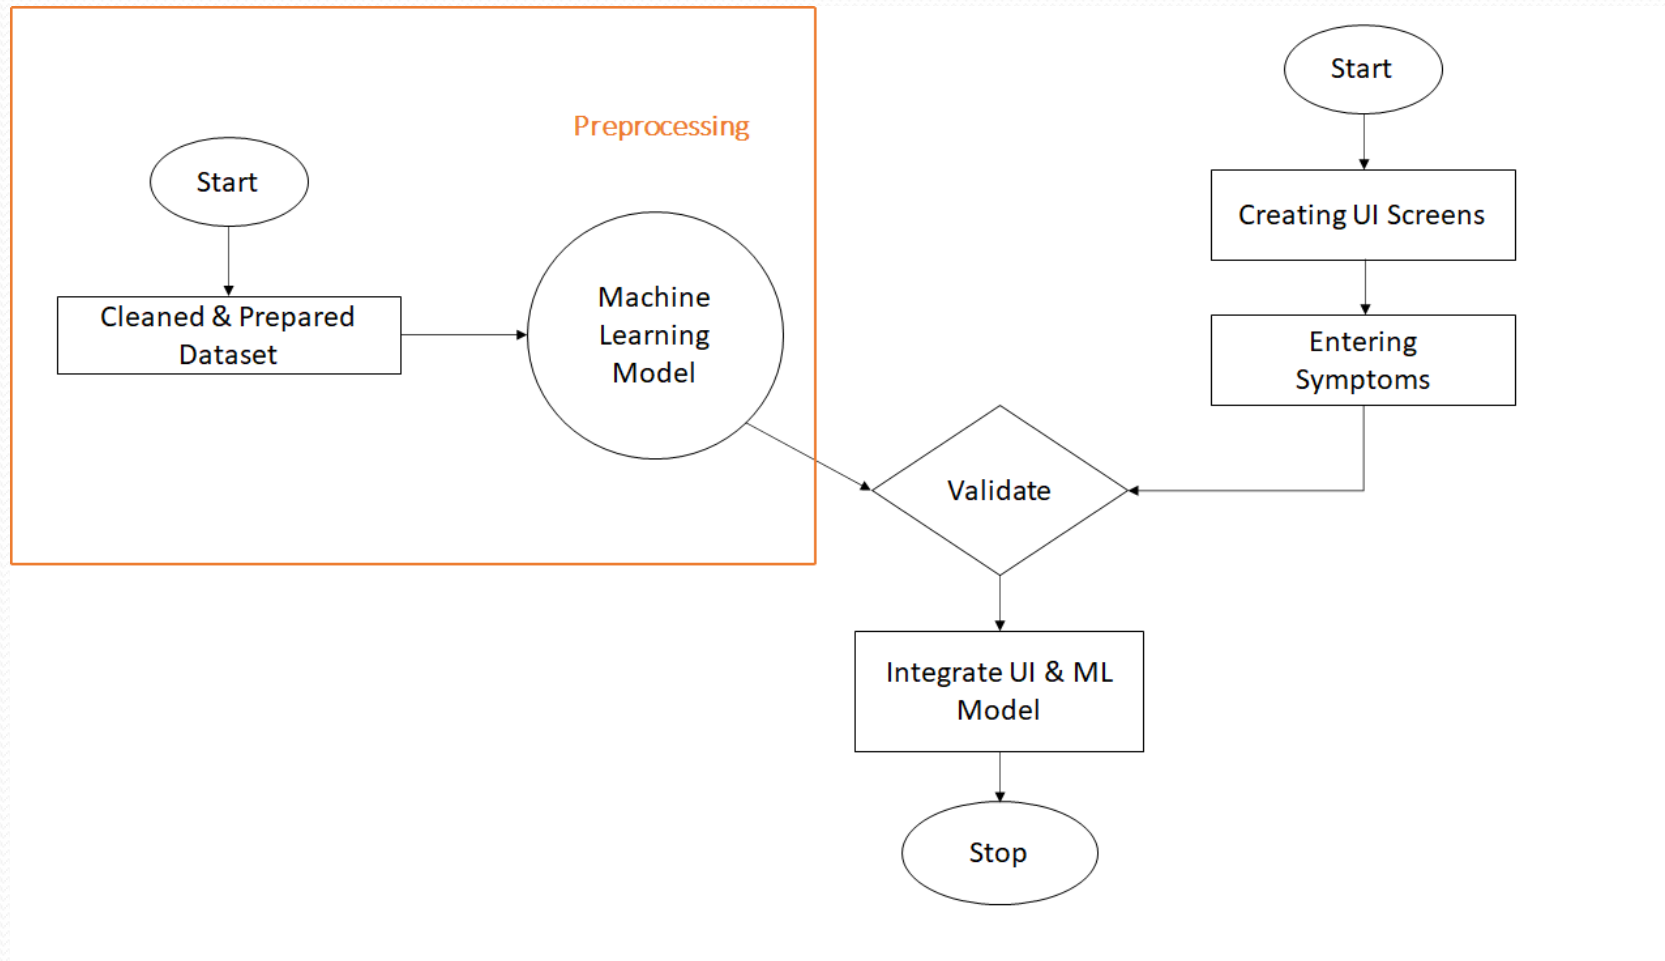 Preprocessing
Start
Cleaned & Prepared
Dataset
Machine
Learning
Model
Start
Creating UI Screens
Entering
Symptoms
Validate
Integrate UI & ML
Model
Stop